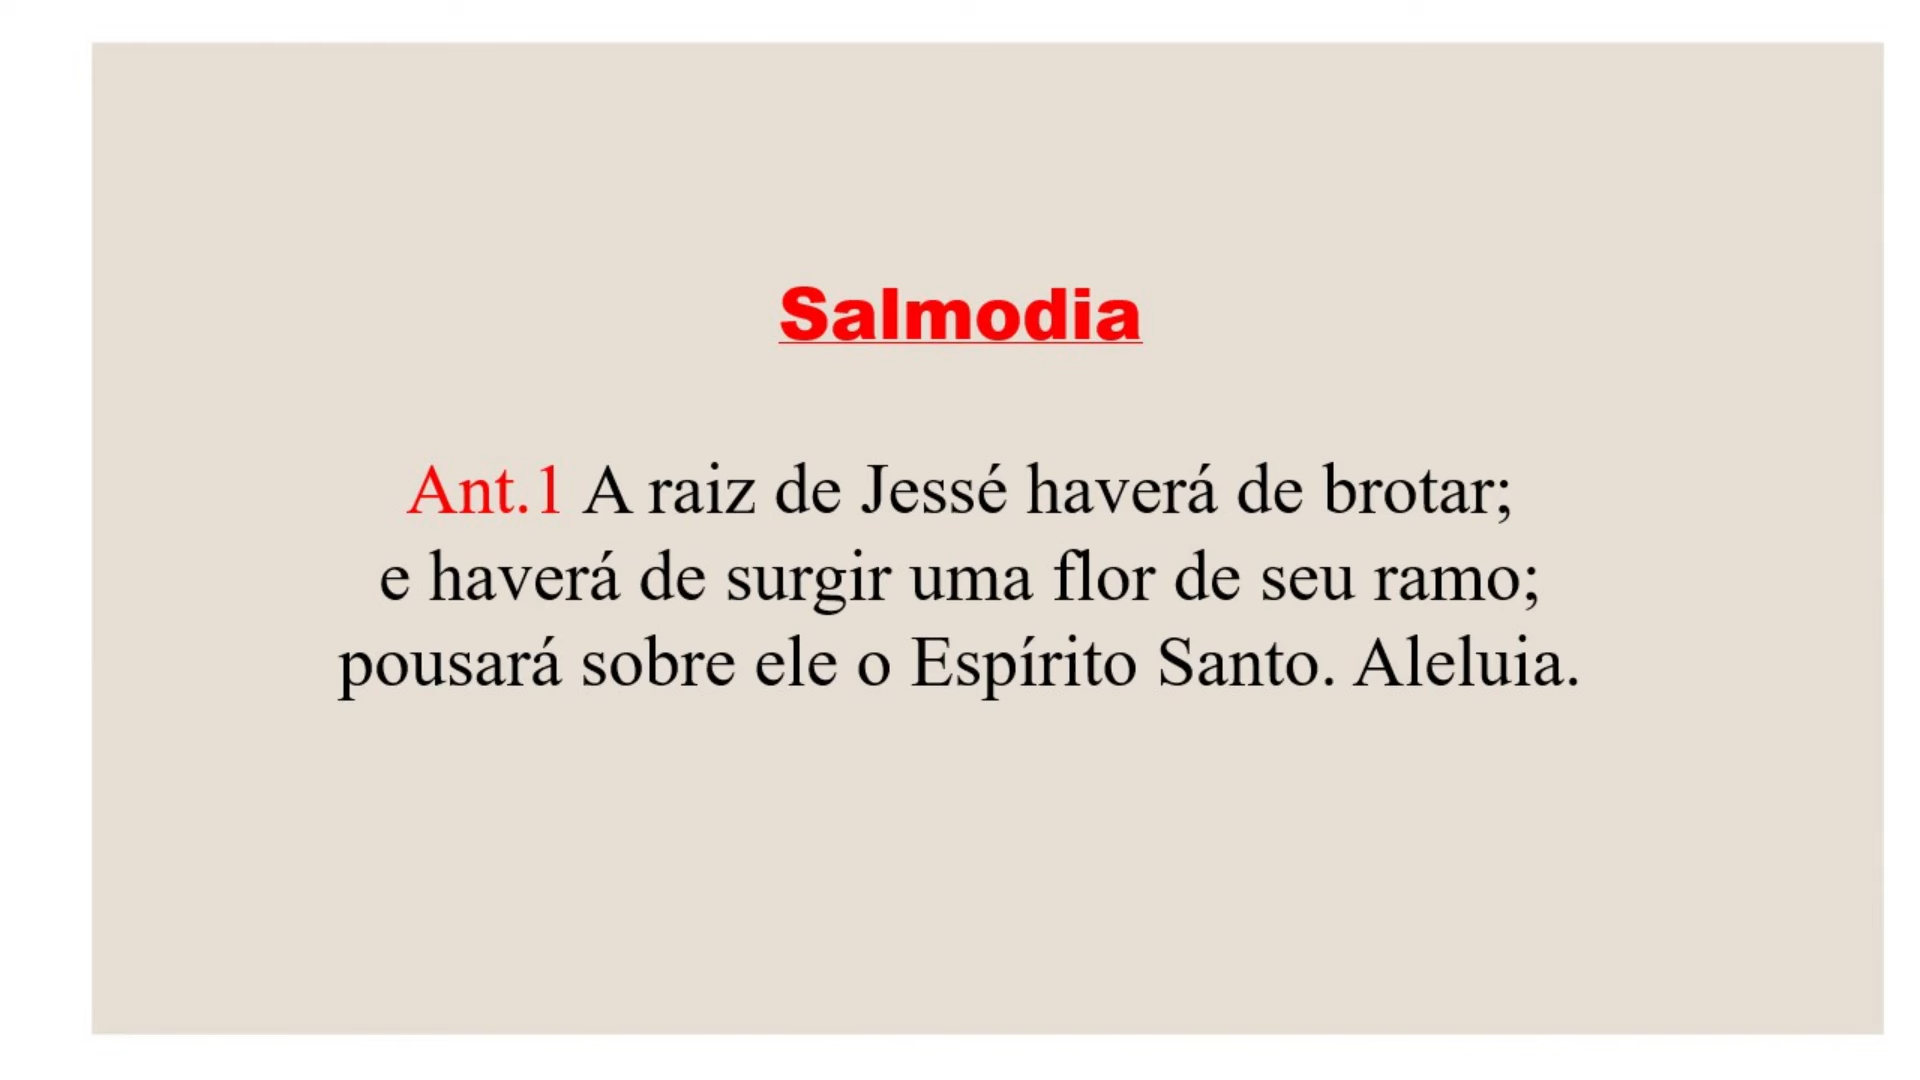 Salmodia
Ant.1 A raiz de Jessé haverá de brotar;
e haverá de surgir uma flor de seu ramo;
pousará sobre ele o Espírito Santo. Aleluia.